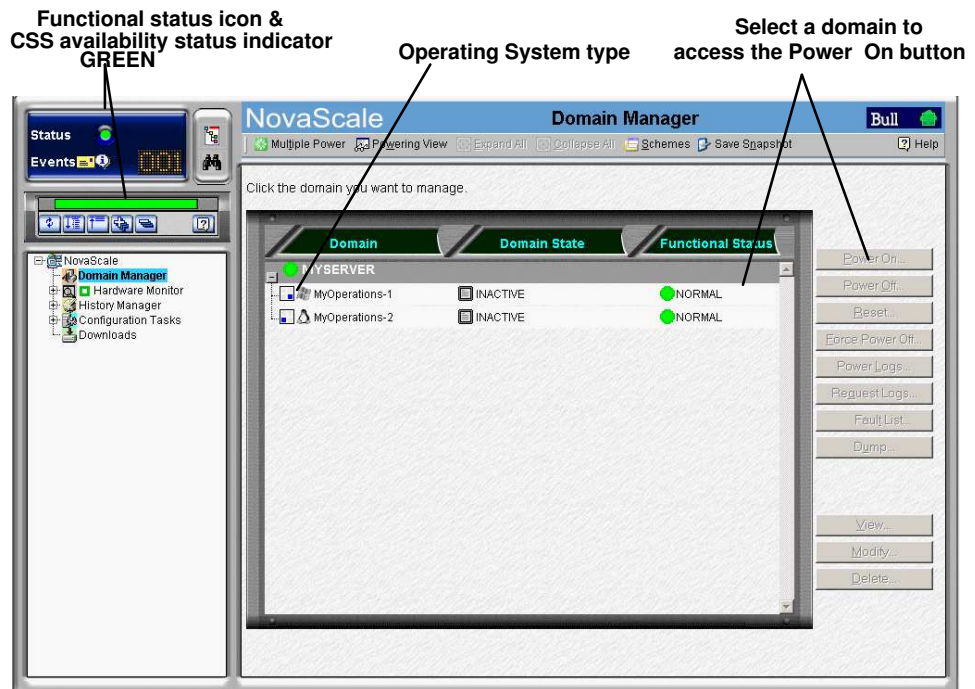 Functional status icon &
CSS availability status indicator
GREEN
Operating System type
Select a domain to
access the Power On button
Status
Events
001
NovaScale
Domain Manager
Bull
Multiple Power
Powering View
Expand All
Collapse All
Schemes
Save Snapshot
Help
NovaScale
Domain Manager
Hardware Monitor
History Manager
Configuration Tasks
Downloads
Click the domain you want to manage.
Domain
Domain State
Functional Status
MYSERVER
MyOperations-1
INACTIVE
NORMAL
MyOperations-2
INACTIVE
NORMAL
Power On...
Power Off...
Reset...
Force Power Off...
Power Logs...
Request Logs...
Fault List...
Dump...
View...
Modify...
Delete...